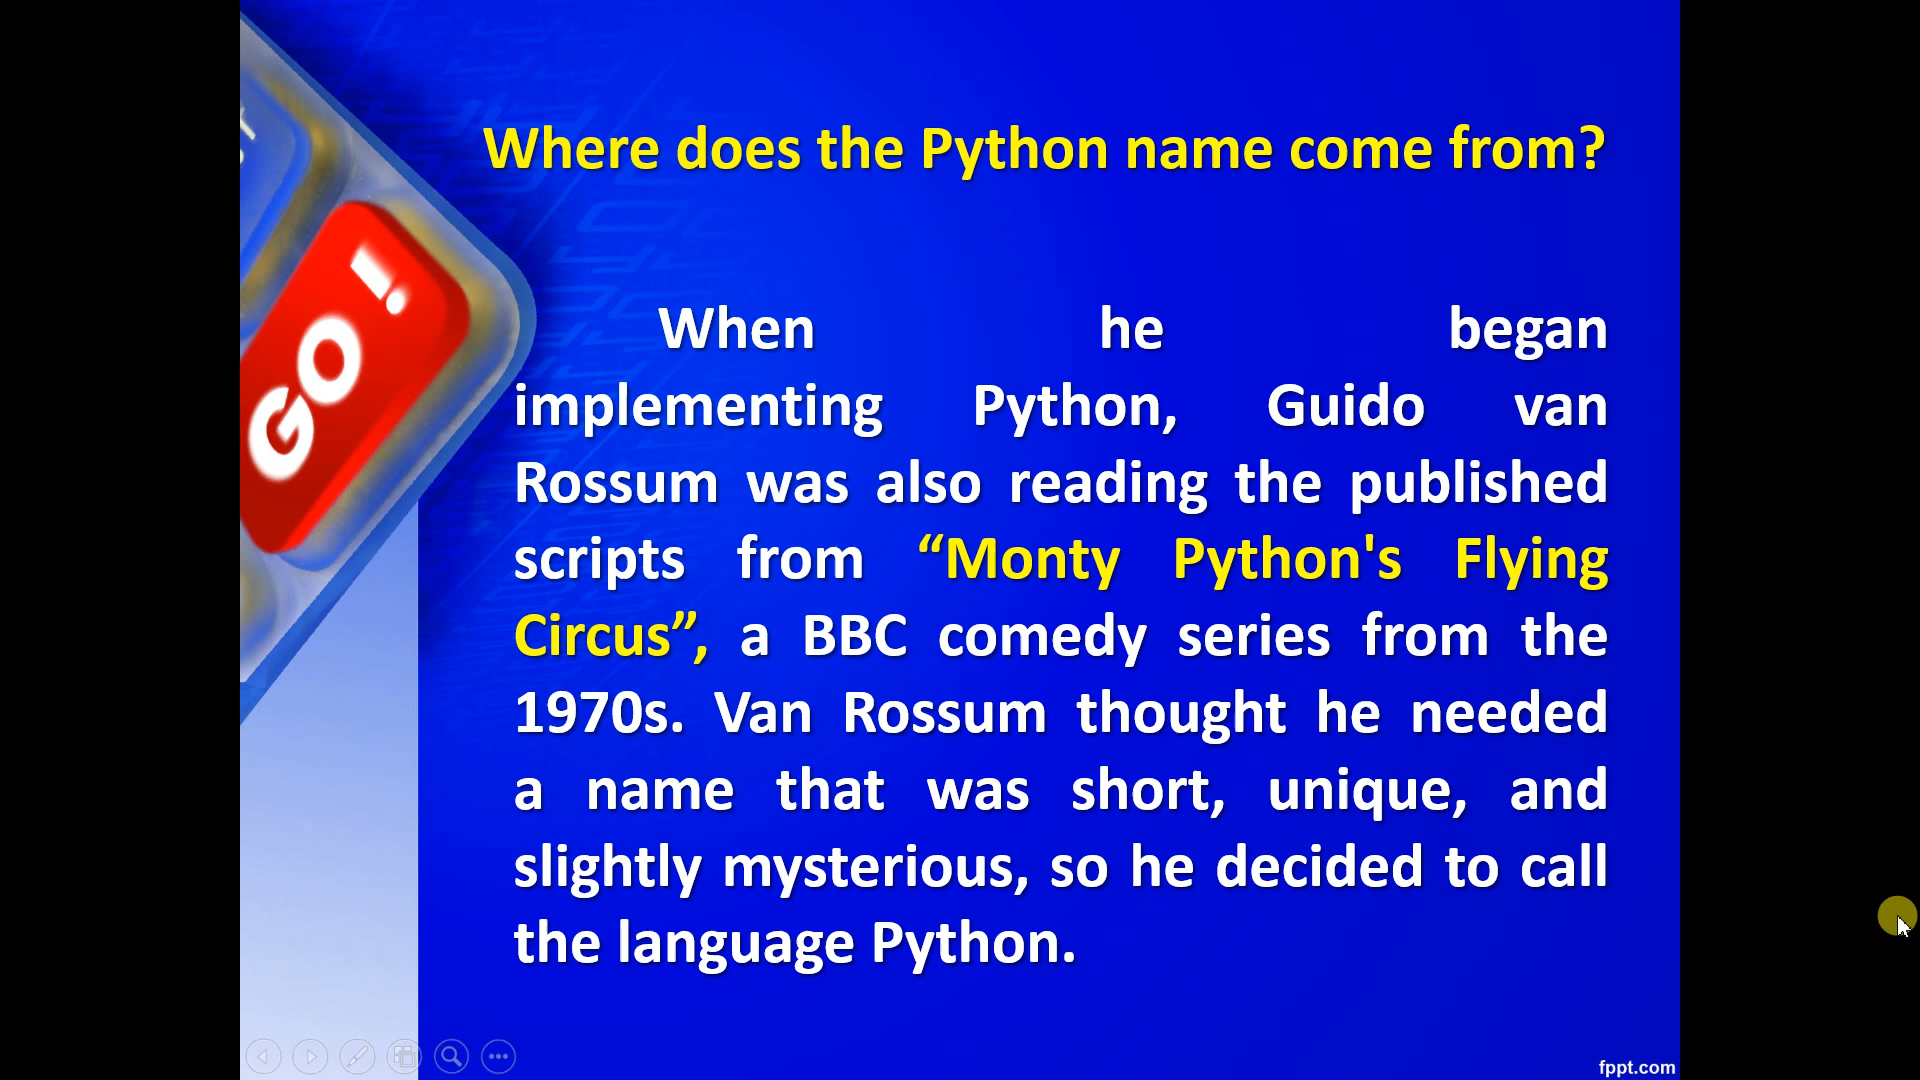 Where does the Python name come from?
When he began
implementing Python, Guido van
Rossum was also reading the published
scripts from “Monty Python's Flying
Circus”, a BBC comedy series from the
1970s. Van Rossum thought he needed
a name that was short, unique, and
slightly mysterious, so he decided to call
the language Python.
GO!
fppt.com